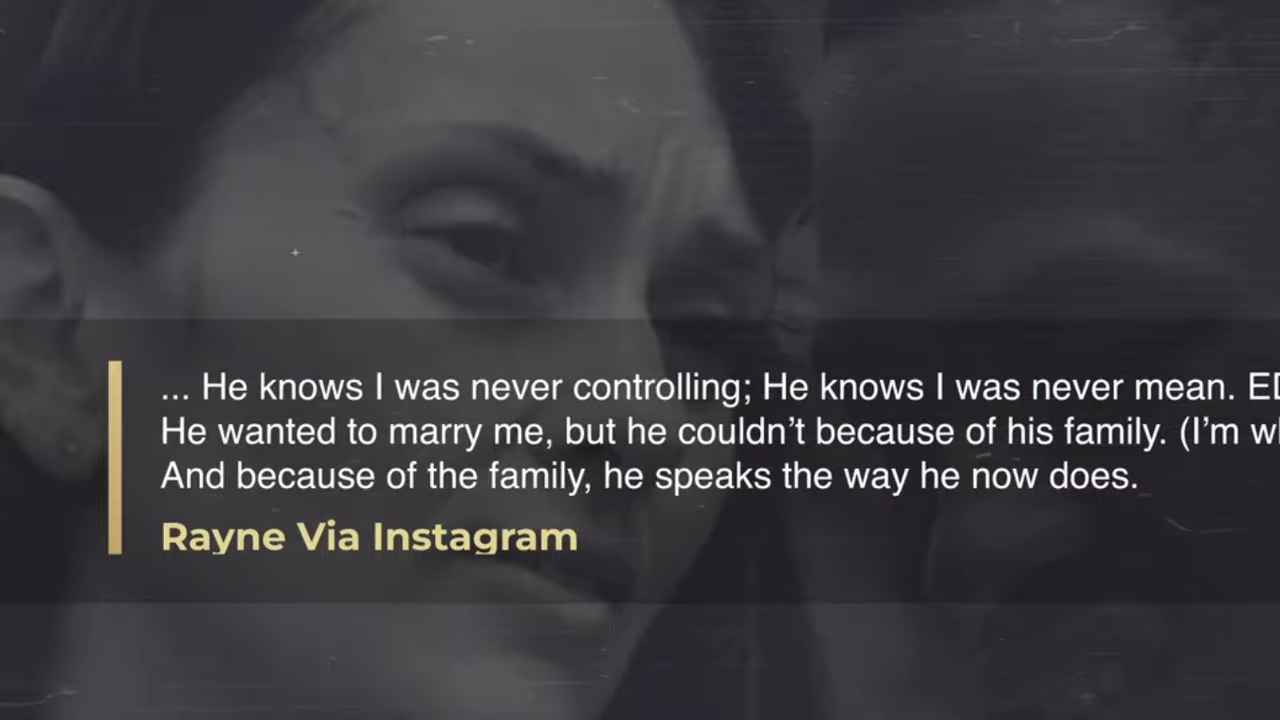 ... He knows I was never controlling; He knows I was never mean.
He wanted to marry me, but he couldn’t because of his family. (I’m
And because of the family, he speaks the way he now does.
Rayne Via Instagram